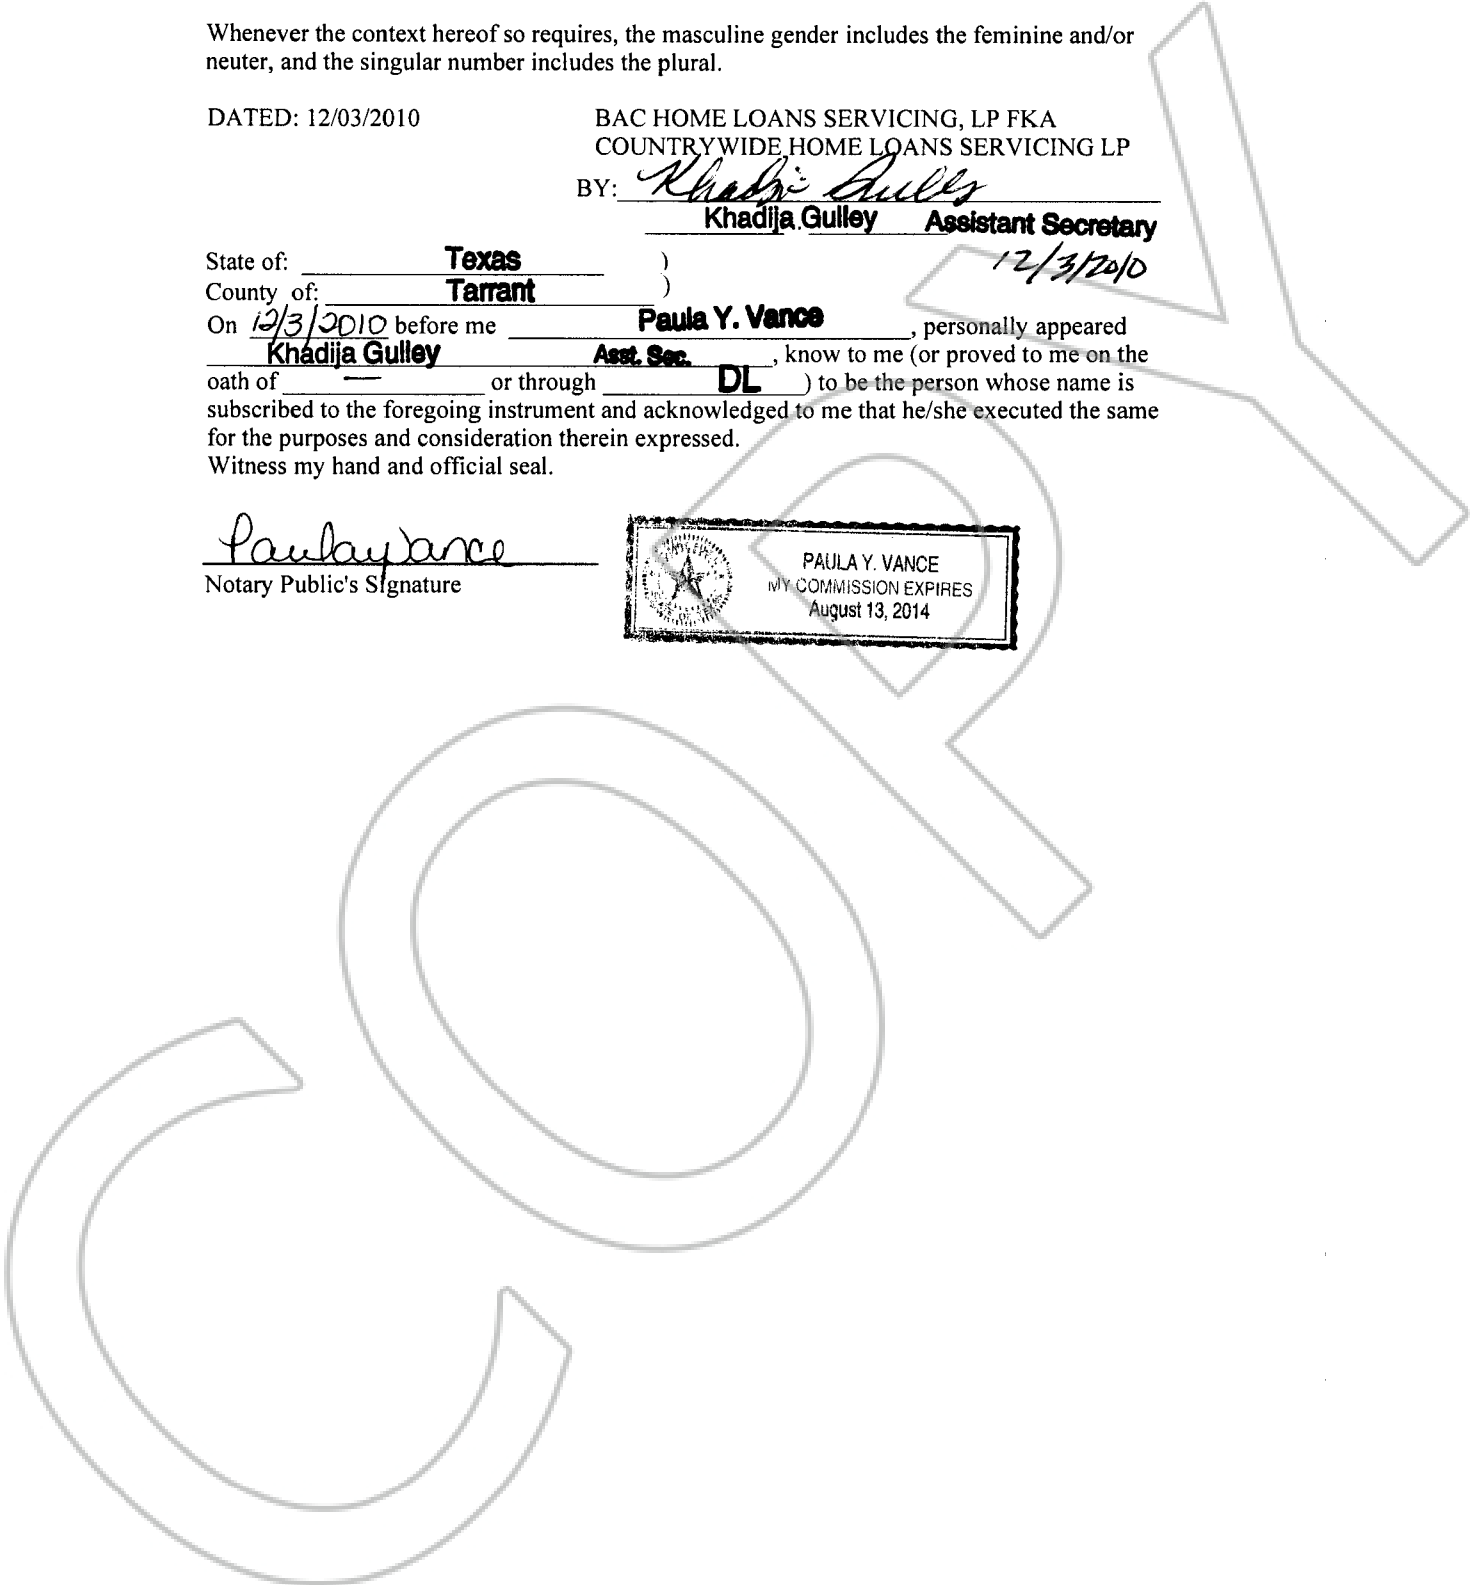 Whenever the context hereof so requires, the masculine gender includes the feminine and/or
neuter, and the singular number includes the plural.
DATED: 12/03/2010 BAC HOME LOANS SERVICING, LP FKA
COUNTRYWIDE HOME LOANS SERVICING LP
BY: Khadija Gulley
Khadija Gulley Assistant Secretary
12/3/2010
State of: Texas )
County of: Tarrant )
On 12/3/2010 before me Paula Y. Vance, personally appeared
Khadija Gulley Asst. Sec., know to me (or proved to me on the
oath of — or through DL ) to be the person whose name is
subscribed to the foregoing instrument and acknowledged to me that he/she executed the same
for the purposes and consideration therein expressed.
Witness my hand and official seal.
Paula Y Vance
Notary Public's Signature
PAULA Y. VANCE
MY COMMISSION EXPIRES
August 13, 2014
COPY